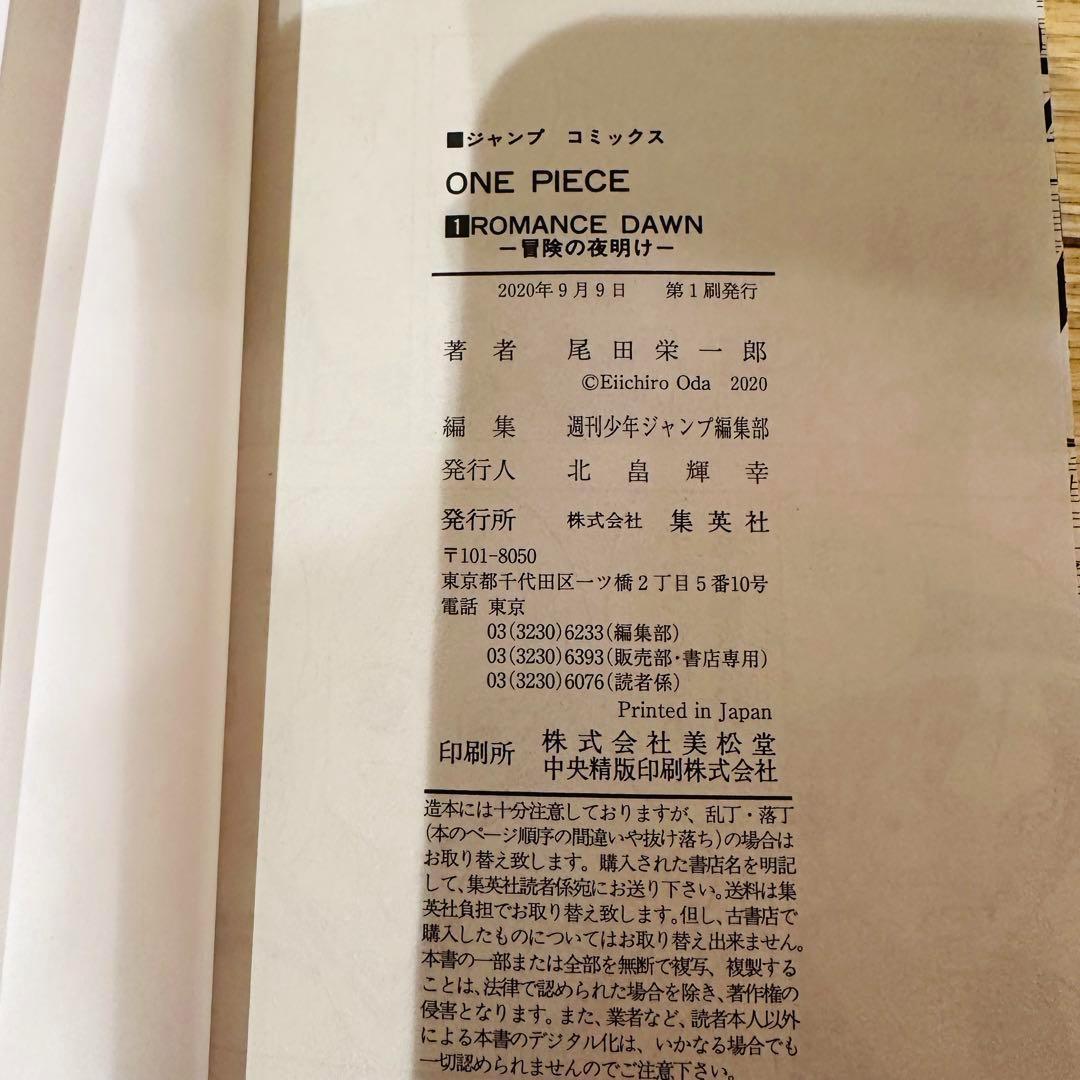 ■ジャンプ コミックス
ONE PIECE
1 ROMANCE DAWN
―冒険の夜明け―
2020年9月9日 第1刷発行
著者 尾田栄一郎
©Eiichiro Oda 2020
編集 週刊少年ジャンプ編集部
発行人 北畠輝幸
発行所 株式会社 集英社
〒101-8050
東京都千代田区一ツ橋2丁目5番10号
電話 東京
03(3230)6233(編集部)
03(3230)6393(販売部・書店専用)
03(3230)6076(読者係)
Printed in Japan
印刷所 株式会社美松堂
中央精版印刷株式会社
造本には十分注意しておりますが、乱丁・落丁
(本のページ順序の間違いや抜け落ち)の場合は
お取り替え致します。購入された書店名を明記
して、集英社読者係宛にお送り下さい。送料は集
英社負担でお取り替え致します。但し、古書店で
購入したものについてはお取り替え出来ません。
本書の一部または全部を無断で複写、複製する
ことは、法律で認められた場合を除き、著作権の
侵害となります。また、業者など、読者本人以外
による本書のデジタル化は、いかなる場合でも
一切認められませんのでご注意下さい。